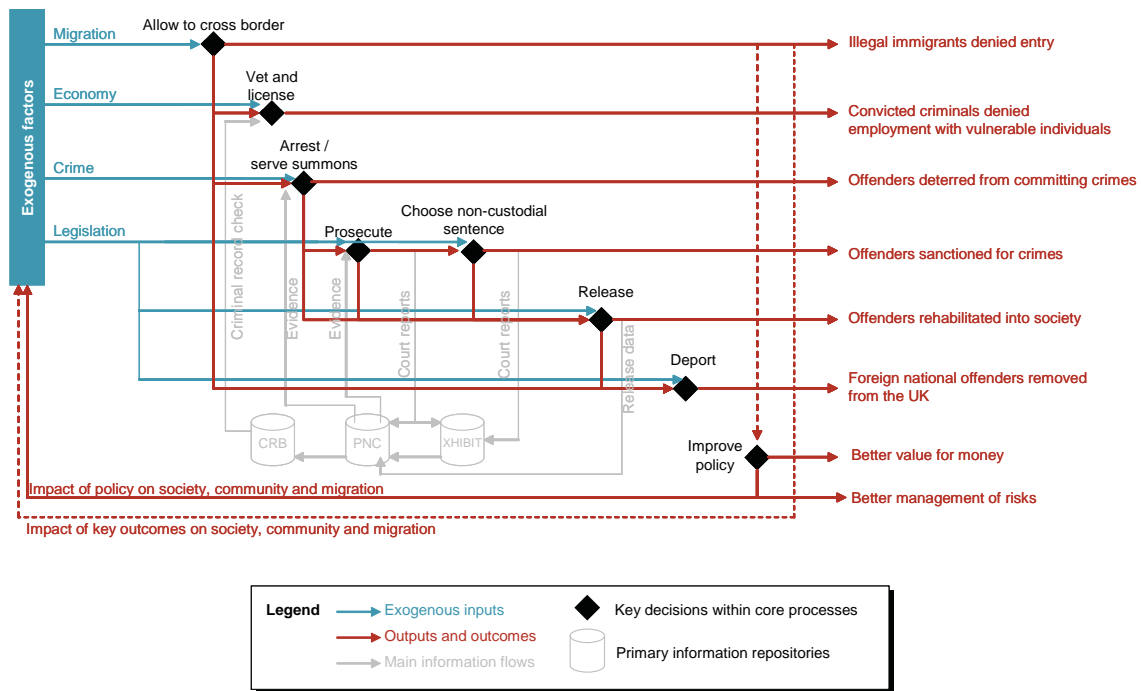 Exogenous factors
Migration
Allow to cross border
Illegal immigrants denied entry
Economy
Vet and
license
Convicted criminals denied
employment with vulnerable individuals
Crime
Arrest /
serve summons
Offenders deterred from committing crimes
Legislation
Prosecute
Choose non-custodial
sentence
Offenders sanctioned for crimes
Criminal record check
Evidence
Evidence
Court reports
Court reports
Release
Release data
Offenders rehabilitated into society
Deport
Foreign national offenders removed
from the UK
CRB
PNC
XHIBIT
Improve
policy
Better value for money
Impact of policy on society, community and migration
Better management of risks
Impact of key outcomes on society, community and migration
Legend
Exogenous inputs
Key decisions within core processes
Outputs and outcomes
Main information flows
Primary information repositories